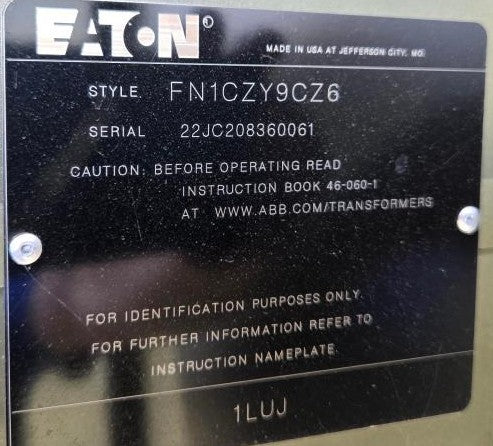 EATON®
MADE IN USA AT JEFFERSON CITY, MO.
STYLE FN1CZY9CZ6
SERIAL 22JC208360061
CAUTION: BEFORE OPERATING READ
INSTRUCTION BOOK 46-060-1
AT WWW.ABB.COM/TRANSFORMERS
FOR IDENTIFICATION PURPOSES ONLY.
FOR FURTHER INFORMATION REFER TO
INSTRUCTION NAMEPLATE
1LUJ